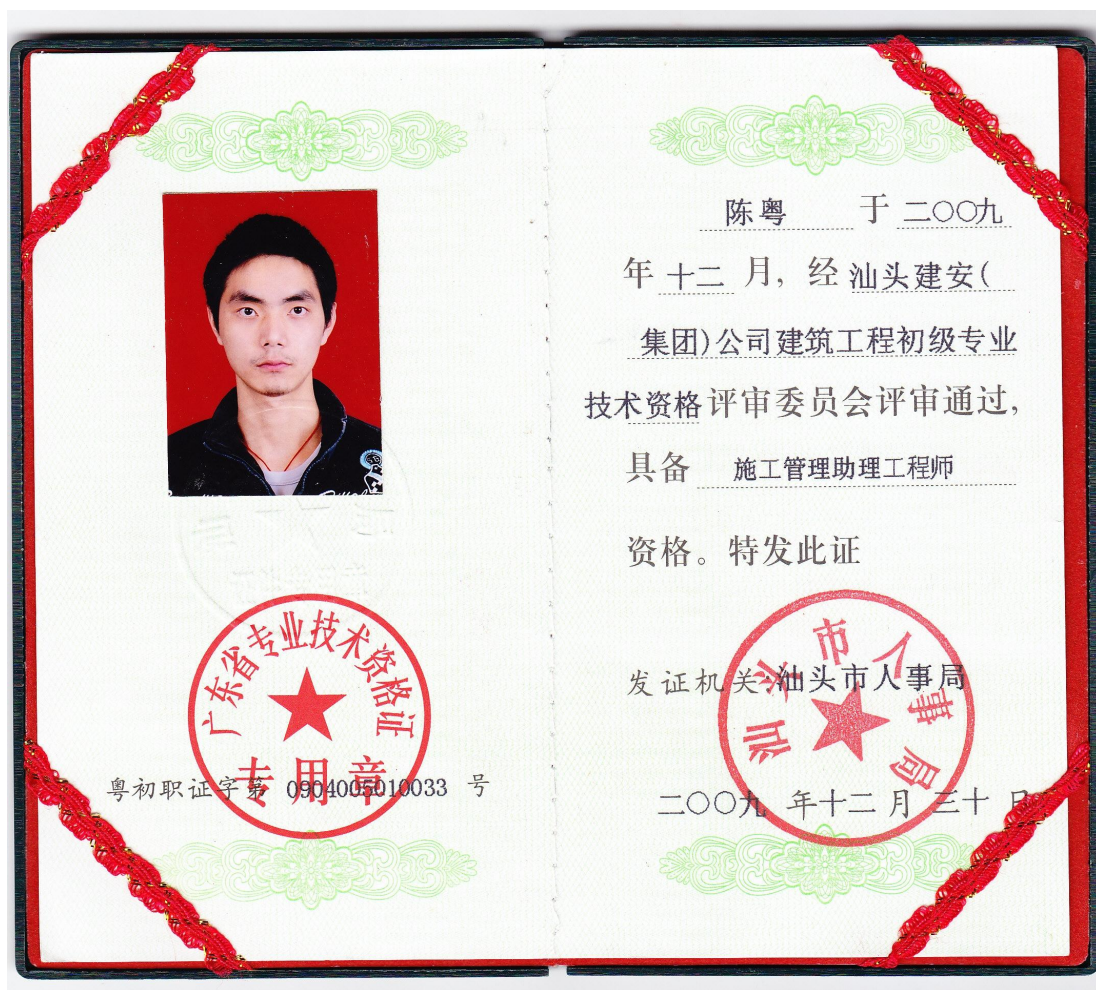 广东省专业技术资格证
专用章
粤初职证字第 0904005010033 号
陈粤 于 二〇〇九
年 十二 月, 经 汕头建安(
集团)公司建筑工程初级专业
技术资格 评审委员会评审通过,
具备 施工管理助理工程师
资格。特发此证
发证机关:汕头市人事局
汕头市人事局
二〇〇九 年十二月 三十 日